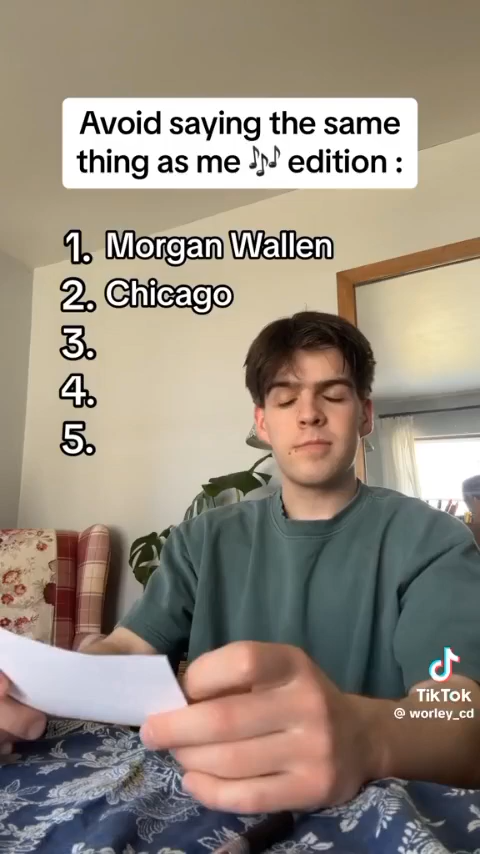 Avoid saying the same
thing as me 🎶 edition :
1. Morgan Wallen
2. Chicago
3.
4.
5.
TikTok
@ worley_cd